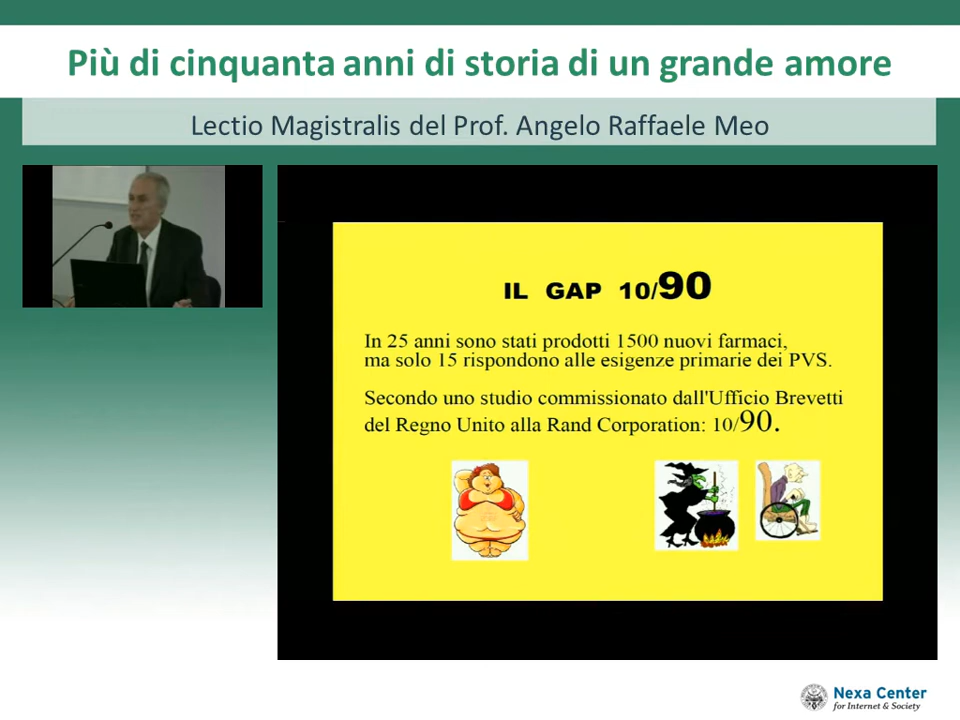 Più di cinquanta anni di storia di un grande amore
Lectio Magistralis del Prof. Angelo Raffaele Meo
IL GAP 10/90
In 25 anni sono stati prodotti 1500 nuovi farmaci,
ma solo 15 rispondono alle esigenze primarie dei PVS.
Secondo uno studio commissionato dall'Ufficio Brevetti
del Regno Unito alla Rand Corporation: 10/90.
Nexa Center
for Internet & Society